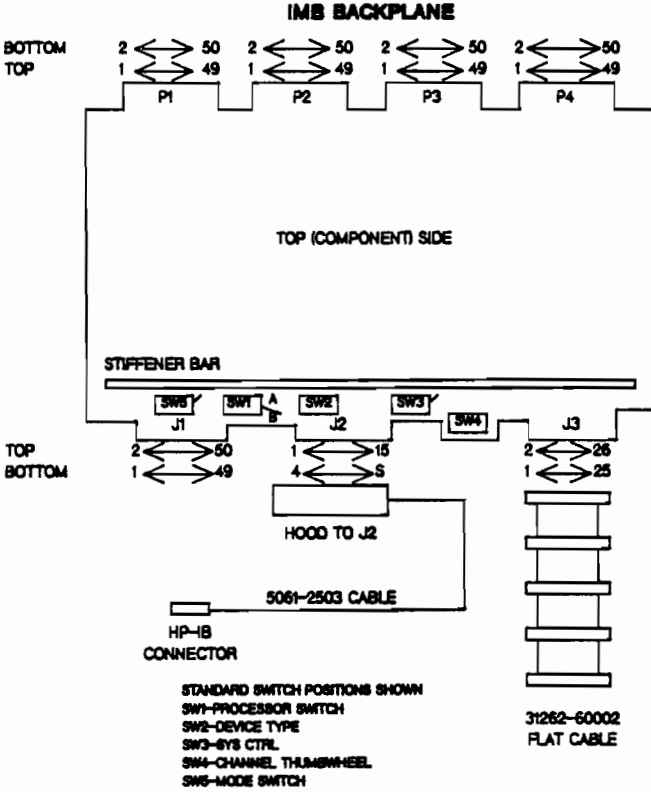 IMB BACKPLANE
BOTTOM 2 50 2 50 2 50 2 50
TOP 1 49 1 49 1 49 1 49
P1 P2 P3 P4
TOP (COMPONENT) SIDE
STIFFENER BAR
SW5 SW1 A SW2 SW3
B
J1 J2 SW4 J3
TOP 2 50 1 15 2 26
BOTTOM 1 49 4 S 1 25
HOOD TO J2
5061-2503 CABLE
HP-IB
CONNECTOR
STANDARD SWITCH POSITIONS SHOWN
SW1-PROCESSOR SWITCH
SW2-DEVICE TYPE
SW3-SYS CTRL
SW4-CHANNEL THUMBWHEEL
SW5-MODE SWITCH
31262-60002
FLAT CABLE